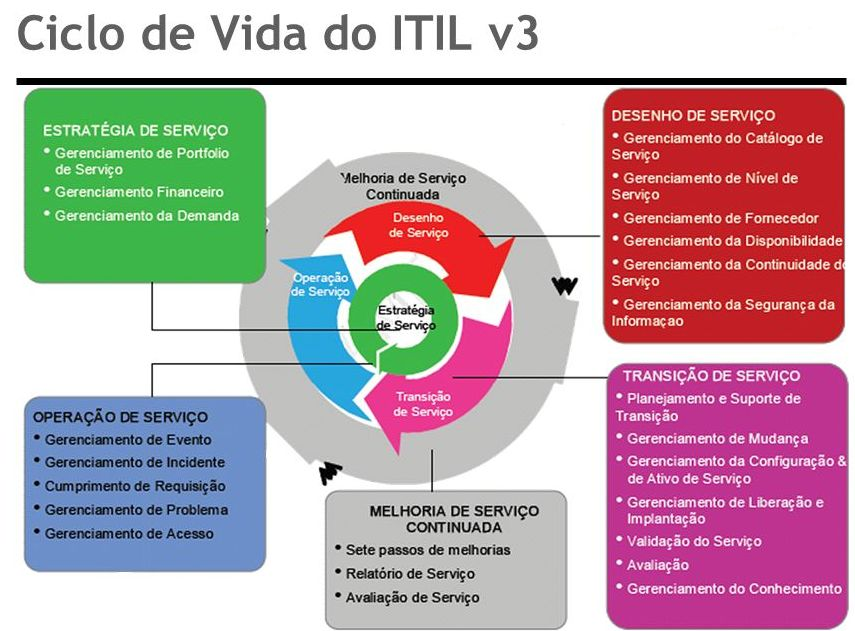 Ciclo de Vida do ITIL v3
ESTRATÉGIA DE SERVIÇO
• Gerenciamento de Portfolio
de Serviço
• Gerenciamento Financeiro
• Gerenciamento da Demanda
DESENHO DE SERVIÇO
• Gerenciamento do Catálogo de
Serviço
• Gerenciamento de Nível de
Serviço
• Gerenciamento de Fornecedor
• Gerenciamento da Disponibilidade
• Gerenciamento da Continuidade do
Serviço
• Gerenciamento da Segurança da
Informaçao
Melhoria de Serviço
Continuada
Desenho
de Serviço
Operação
de Serviço
Estratégia
de Serviço
Transição
de Serviço
OPERAÇÃO DE SERVIÇO
• Gerenciamento de Evento
• Gerenciamento de Incidente
• Cumprimento de Requisição
• Gerenciamento de Problema
• Gerenciamento de Acesso
MELHORIA DE SERVIÇO
CONTINUADA
• Sete passos de melhorias
• Relatório de Serviço
• Avaliação de Serviço
TRANSIÇÃO DE SERVIÇO
• Planejamento e Suporte de
Transição
• Gerenciamento de Mudança
• Gerenciamento da Configuração &
de Ativo de Serviço
• Gerenciamento de Liberação e
Implantação
• Validação do Serviço
• Avaliação
• Gerenciamento do Conhecimento